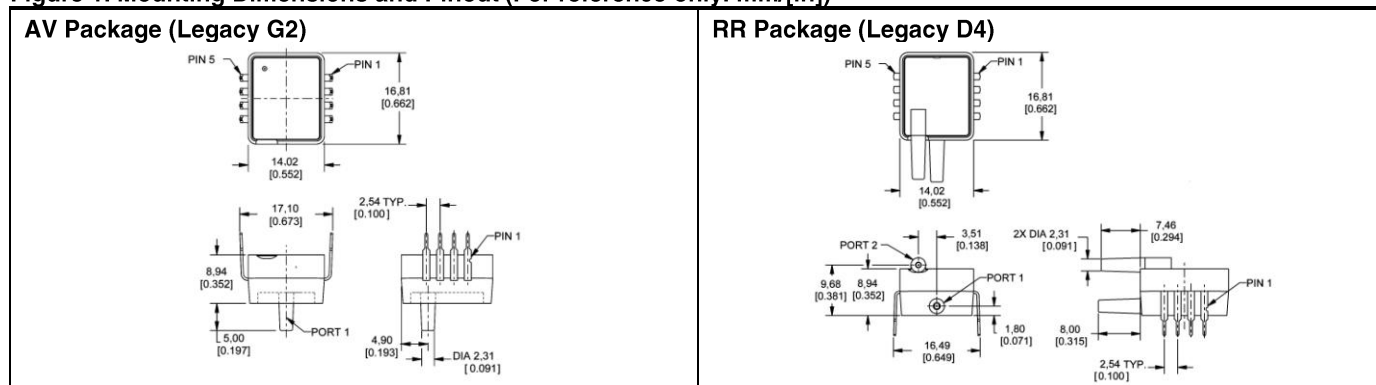 Figure 1. Mounting Dimensions and Pinout (For reference only: mm/[in])
AV Package (Legacy G2)
PIN 5
PIN 1
16,81
[0.662]
14.02
[0.552]
17,10
[0.673]
2,54 TYP.
[0.100]
PIN 1
8,94
[0.352]
PORT 1
5,00
[0.197]
4,90
[0.193]
DIA 2,31
[0.091]
RR Package (Legacy D4)
PIN 5
PIN 1
16,81
[0.662]
14,02
[0.552]
3,51
[0.138]
2X DIA 2,31
[0.091]
7,46
[0.294]
PORT 2
PORT 1
9,68
[0.381]
8,94
[0.352]
PIN 1
1,80
[0.071]
8,00
[0.315]
16,49
[0.649]
2,54 TYP.
[0.100]